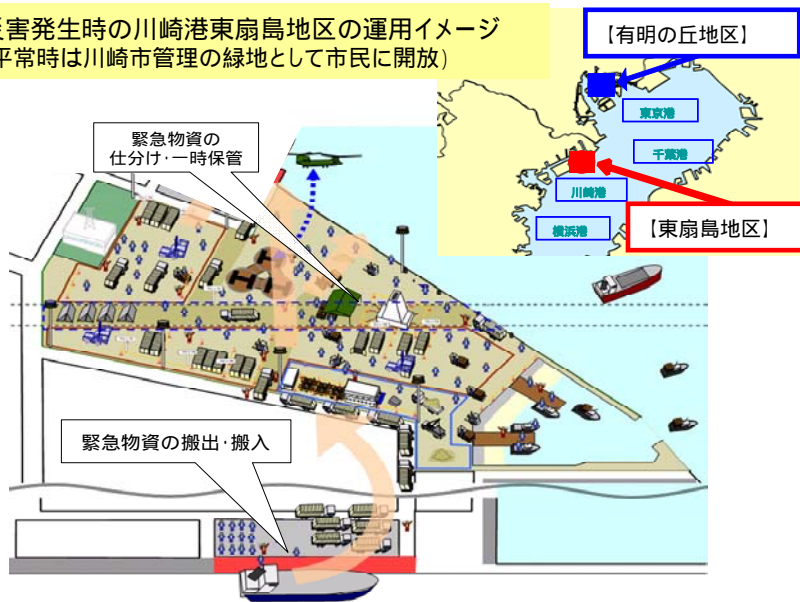 災害発生時の川崎港東扇島地区の運用イメージ
平常時は川崎市管理の緑地として市民に開放)
【有明の丘地区】
東京港
千葉港
川崎港
横浜港
【東扇島地区】
緊急物資の
仕分け･一時保管
緊急物資の搬出･搬入